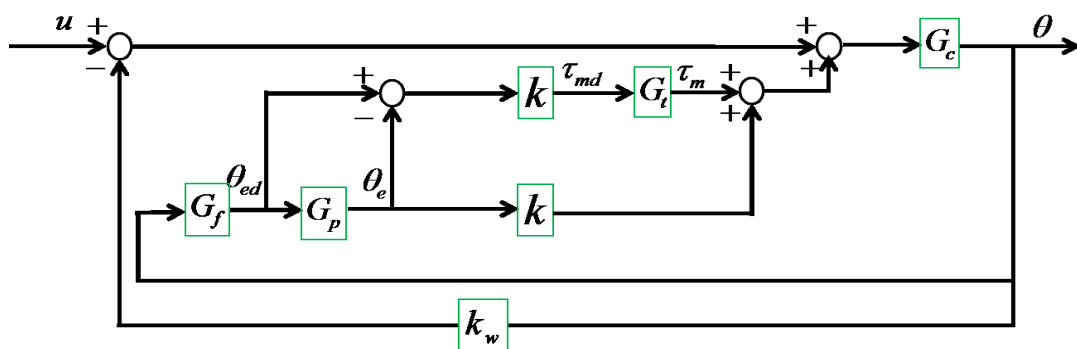 u + − + + G_c θ
+ − k τ_md G_t τ_m + +
G_f θ_ed G_p θ_e k
k_w